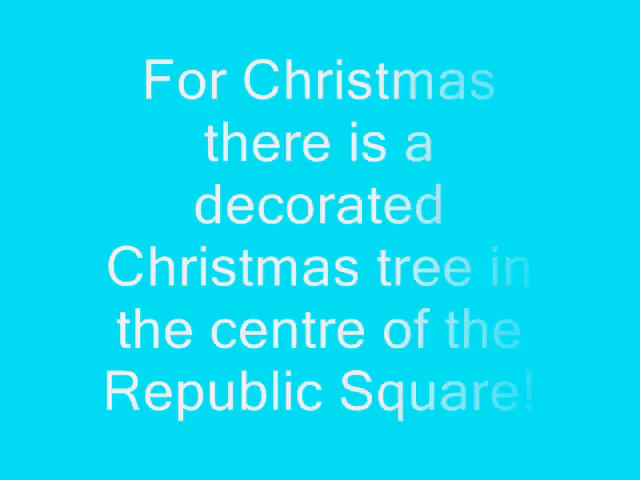 For Christmas
there is a
decorated
Christmas tree in
the centre of the
Republic Square!